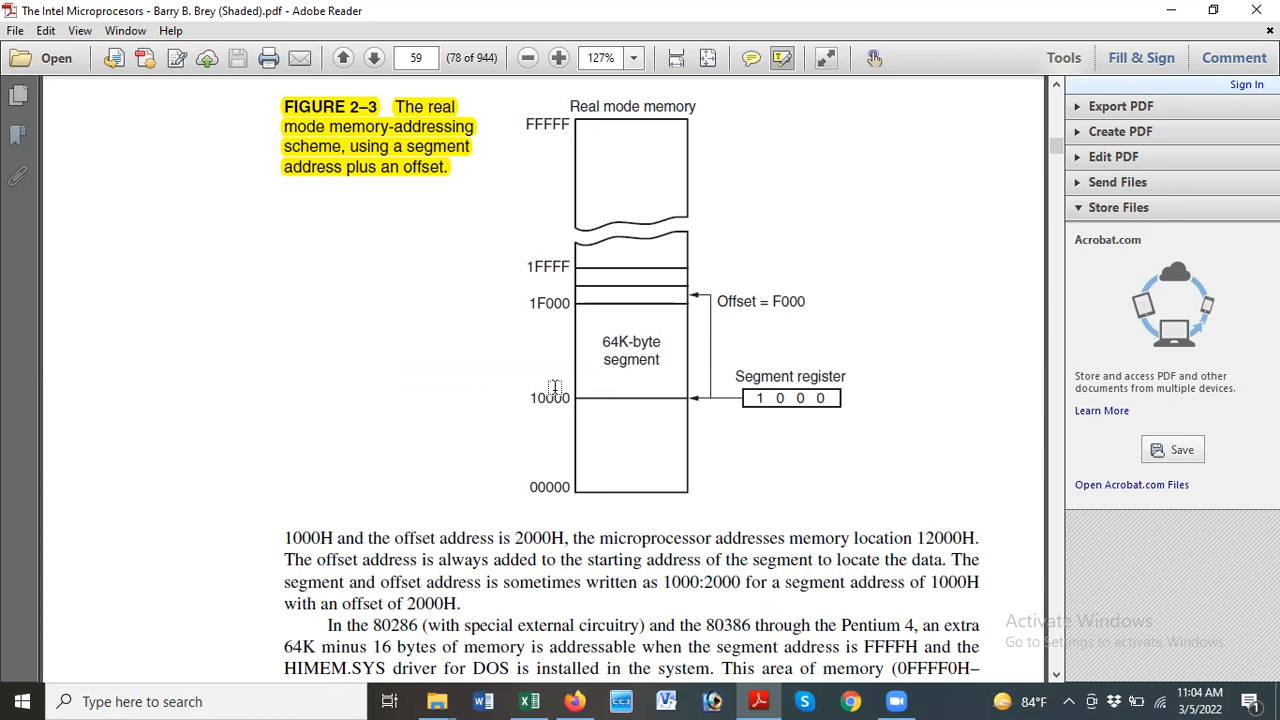 The Intel Microprocesors - Barry B. Brey (Shaded).pdf - Adobe Reader
File Edit View Window Help
Open 59 (78 of 944) 127% Tools Fill & Sign Comment
Sign In
Export PDF
Create PDF
Edit PDF
Send Files
Store Files
Acrobat.com
Store and access PDF and other
documents from multiple devices.
Learn More
Save
Open Acrobat.com Files
FIGURE 2–3 The real
mode memory-addressing
scheme, using a segment
address plus an offset.
Real mode memory
FFFFF
1FFFF
1F000
Offset = F000
64K-byte
segment
Segment register
10000
1 0 0 0
00000
1000H and the offset address is 2000H, the microprocessor addresses memory location 12000H.
The offset address is always added to the starting address of the segment to locate the data. The
segment and offset address is sometimes written as 1000:2000 for a segment address of 1000H
with an offset of 2000H.
In the 80286 (with special external circuitry) and the 80386 through the Pentium 4, an extra
64K minus 16 bytes of memory is addressable when the segment address is FFFFH and the
HIMEM.SYS driver for DOS is installed in the system. This area of memory (0FFFF0H–
Activate Windows
Go to Settings to activate Windows.
Type here to search
CC3
84°F
11:04 AM
3/5/2022
1